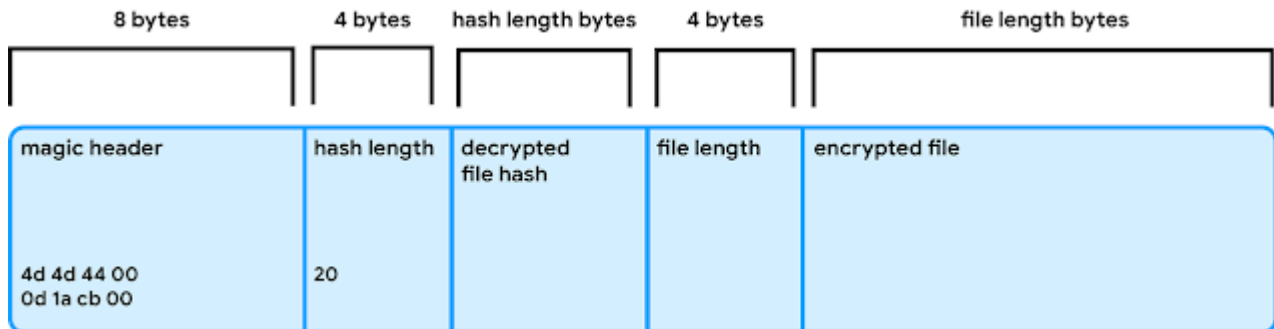 8 bytes
4 bytes
hash length bytes
4 bytes
file length bytes
magic header
hash length
decrypted
file hash
file length
encrypted file
4d 4d 44 00
0d 1a cb 00
20